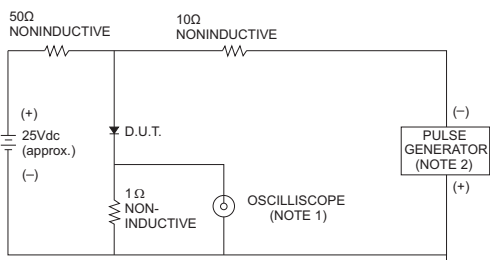 50Ω
NONINDUCTIVE
10Ω
NONINDUCTIVE
(+)
25Vdc
(approx.)
(–)
D.U.T.
1Ω
NON-
INDUCTIVE
OSCILLISCOPE
(NOTE 1)
(–)
PULSE
GENERATOR
(NOTE 2)
(+)